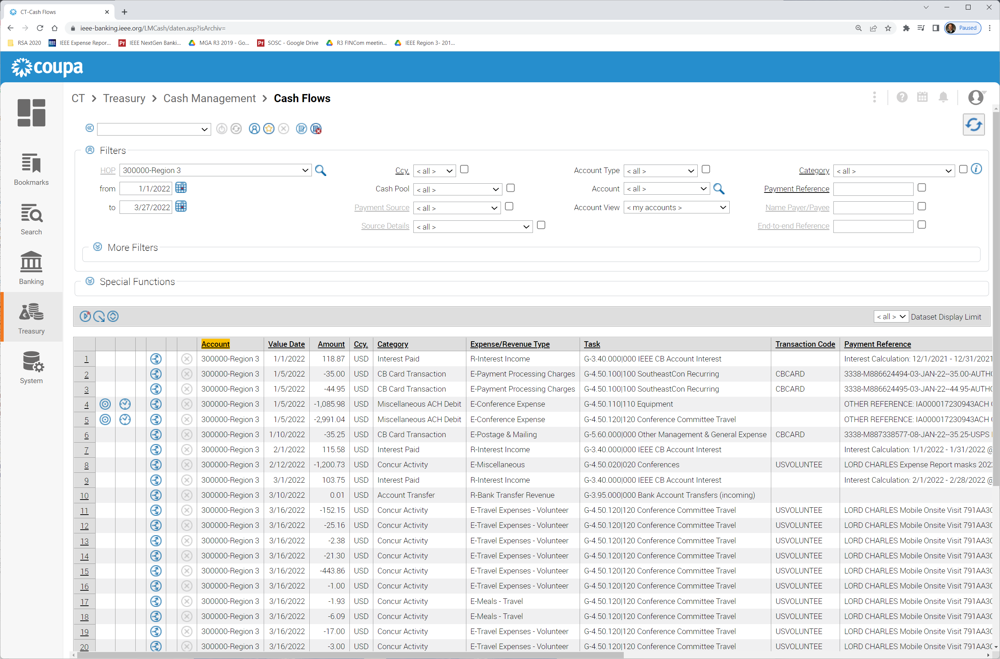 CT-Cash Flows
ieee-banking.ieee.org/LMCash/daten.asp?isArchiv=
Paused
RSA 2020 IEEE IEEE Expense Repor... Pf IEEE NextGen Banki... MGA R3 2019 - Go... Pf SOSC - Google Drive R3 FINCom meetin... IEEE Region 3- 201...
coupa
CT > Treasury > Cash Management > Cash Flows
Bookmarks
Search
Banking
Treasury
System
Filters
HOP 300000-Region 3 Ccy. < all > Account Type < all > Category < all >
from 1/1/2022 Cash Pool < all > Account < all > Payment Reference
to 3/27/2022 Payment Source < all > Account View < my accounts > Name Payer/Payee
Source Details < all > End-to-end Reference
More Filters
Special Functions
< all > Dataset Display Limit
Account Value Date Amount Ccy. Category Expense/Revenue Type Task Transaction Code Payment Reference
1 300000-Region 3 1/1/2022 118.87 USD Interest Paid R-Interest Income G-3.40.000|000 IEEE CB Account Interest Interest Calculation: 12/1/2021 - 12/31/2021
2 300000-Region 3 1/5/2022 -35.00 USD CB Card Transaction E-Payment Processing Charges G-4.50.100|100 SoutheastCon Recurring CBCARD 3338-M886624494-03-JAN-22--35.00-AUTH
3 300000-Region 3 1/5/2022 -44.95 USD CB Card Transaction E-Payment Processing Charges G-4.50.100|100 SoutheastCon Recurring CBCARD 3338-M886624495-03-JAN-22--44.95-AUTH
4 300000-Region 3 1/5/2022 -1,085.98 USD Miscellaneous ACH Debit E-Conference Expense G-4.50.110|110 Equipment OTHER REFERENCE: IA000017230943ACH
5 300000-Region 3 1/5/2022 -2,991.04 USD Miscellaneous ACH Debit E-Conference Expense G-4.50.120|120 Conference Committee Travel OTHER REFERENCE: IA000017230943ACH
6 300000-Region 3 1/10/2022 -35.25 USD CB Card Transaction E-Postage & Mailing G-5.60.000|000 Other Management & General Expense CBCARD 3338-M887338577-08-JAN-22--35.25-USPS
7 300000-Region 3 2/1/2022 115.58 USD Interest Paid R-Interest Income G-3.40.000|000 IEEE CB Account Interest Interest Calculation: 1/1/2022 - 1/31/2022 @
8 300000-Region 3 2/12/2022 -1,200.73 USD Concur Activity E-Miscellaneous G-4.50.020|020 Conferences USVOLUNTEE LORD CHARLES Expense Report masks 202
9 300000-Region 3 3/1/2022 103.75 USD Interest Paid R-Interest Income G-3.40.000|000 IEEE CB Account Interest Interest Calculation: 2/1/2022 - 2/28/2022 @
10 300000-Region 3 3/10/2022 0.01 USD Account Transfer R-Bank Transfer Revenue G-3.95.000|000 Bank Account Transfers (incoming)
11 300000-Region 3 3/16/2022 -152.15 USD Concur Activity E-Travel Expenses - Volunteer G-4.50.120|120 Conference Committee Travel USVOLUNTEE LORD CHARLES Mobile Onsite Visit 791AA3
12 300000-Region 3 3/16/2022 -25.16 USD Concur Activity E-Travel Expenses - Volunteer G-4.50.120|120 Conference Committee Travel USVOLUNTEE LORD CHARLES Mobile Onsite Visit 791AA3
13 300000-Region 3 3/16/2022 -2.38 USD Concur Activity E-Travel Expenses - Volunteer G-4.50.120|120 Conference Committee Travel USVOLUNTEE LORD CHARLES Mobile Onsite Visit 791AA3
14 300000-Region 3 3/16/2022 -21.30 USD Concur Activity E-Travel Expenses - Volunteer G-4.50.120|120 Conference Committee Travel USVOLUNTEE LORD CHARLES Mobile Onsite Visit 791AA3
15 300000-Region 3 3/16/2022 -443.86 USD Concur Activity E-Travel Expenses - Volunteer G-4.50.120|120 Conference Committee Travel USVOLUNTEE LORD CHARLES Mobile Onsite Visit 791AA3
16 300000-Region 3 3/16/2022 -1.00 USD Concur Activity E-Travel Expenses - Volunteer G-4.50.120|120 Conference Committee Travel USVOLUNTEE LORD CHARLES Mobile Onsite Visit 791AA3
17 300000-Region 3 3/16/2022 -1.93 USD Concur Activity E-Meals - Travel G-4.50.120|120 Conference Committee Travel USVOLUNTEE LORD CHARLES Mobile Onsite Visit 791AA3
18 300000-Region 3 3/16/2022 -6.09 USD Concur Activity E-Meals - Travel G-4.50.120|120 Conference Committee Travel USVOLUNTEE LORD CHARLES Mobile Onsite Visit 791AA3
19 300000-Region 3 3/16/2022 -17.00 USD Concur Activity E-Travel Expenses - Volunteer G-4.50.120|120 Conference Committee Travel USVOLUNTEE LORD CHARLES Mobile Onsite Visit 791AA3
20 300000-Region 3 3/16/2022 -3.00 USD Concur Activity E-Travel Expenses - Volunteer G-4.50.120|120 Conference Committee Travel USVOLUNTEE LORD CHARLES Mobile Onsite Visit 791AA3